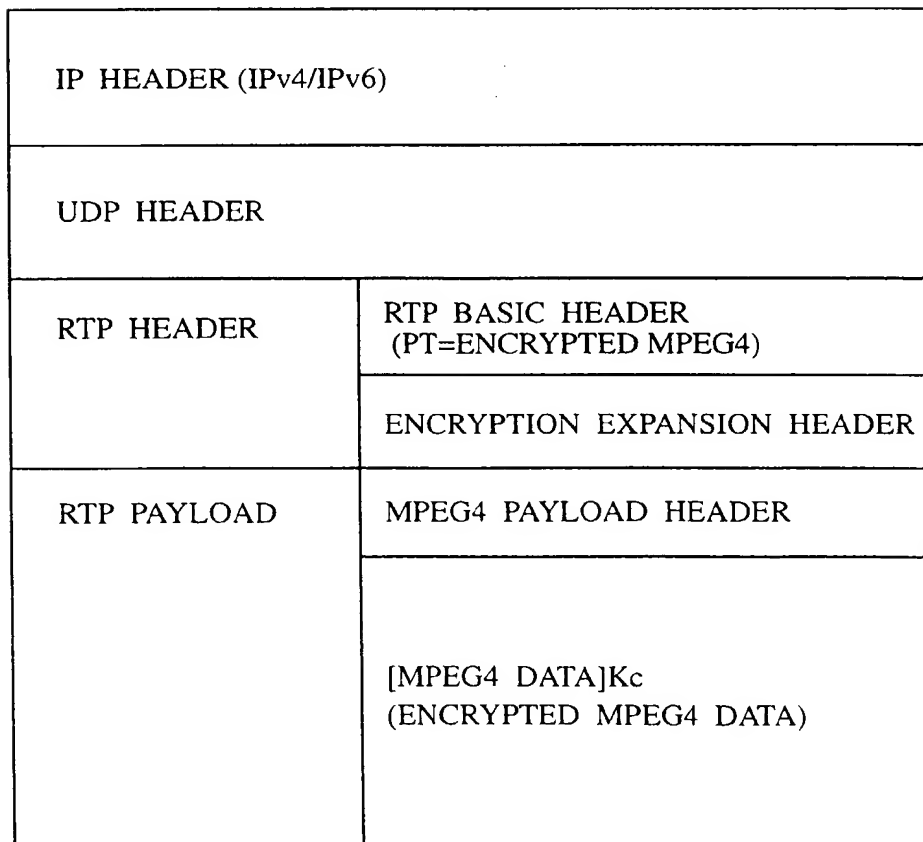 IP HEADER (IPv4/IPv6)
UDP HEADER
RTP HEADER
RTP BASIC HEADER
(PT=ENCRYPTED MPEG4)
ENCRYPTION EXPANSION HEADER
RTP PAYLOAD
MPEG4 PAYLOAD HEADER
[MPEG4 DATA]Kc
(ENCRYPTED MPEG4 DATA)